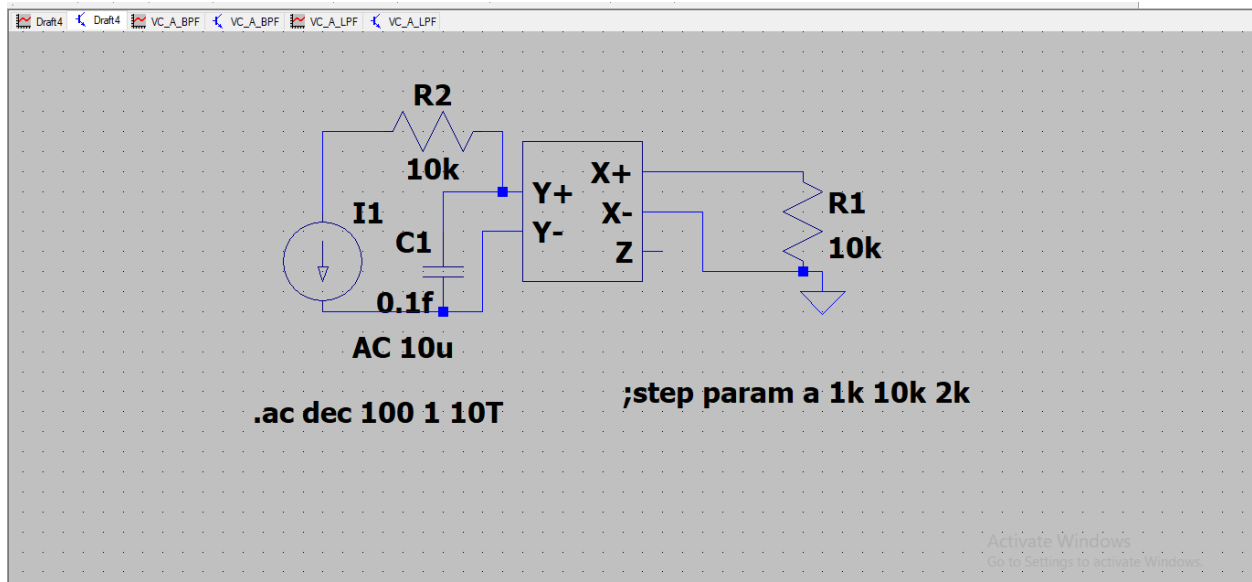 Draft4 Draft4 VC_A_BPF VC_A_BPF VC_A_LPF VC_A_LPF
R2
10k
I1
C1
0.1f
AC 10u
Y+
Y-
X+
X-
Z
R1
10k
.ac dec 100 1 10T
;step param a 1k 10k 2k
Activate Windows
Go to Settings to activate Windows.